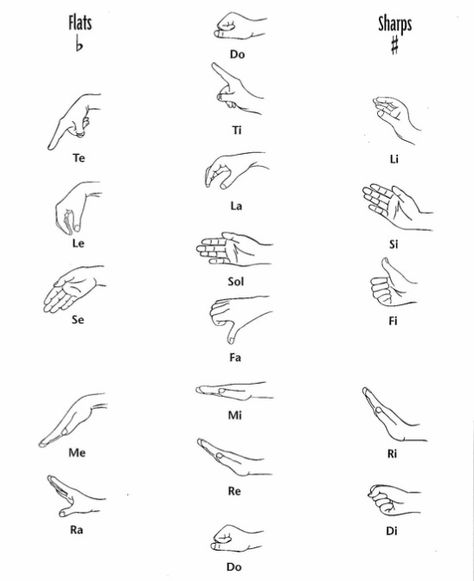 Flats
♭
Sharps
♯
Do
Ti
Te
Li
La
Le
Si
Sol
Se
Fi
Fa
Mi
Me
Ri
Re
Ra
Di
Do